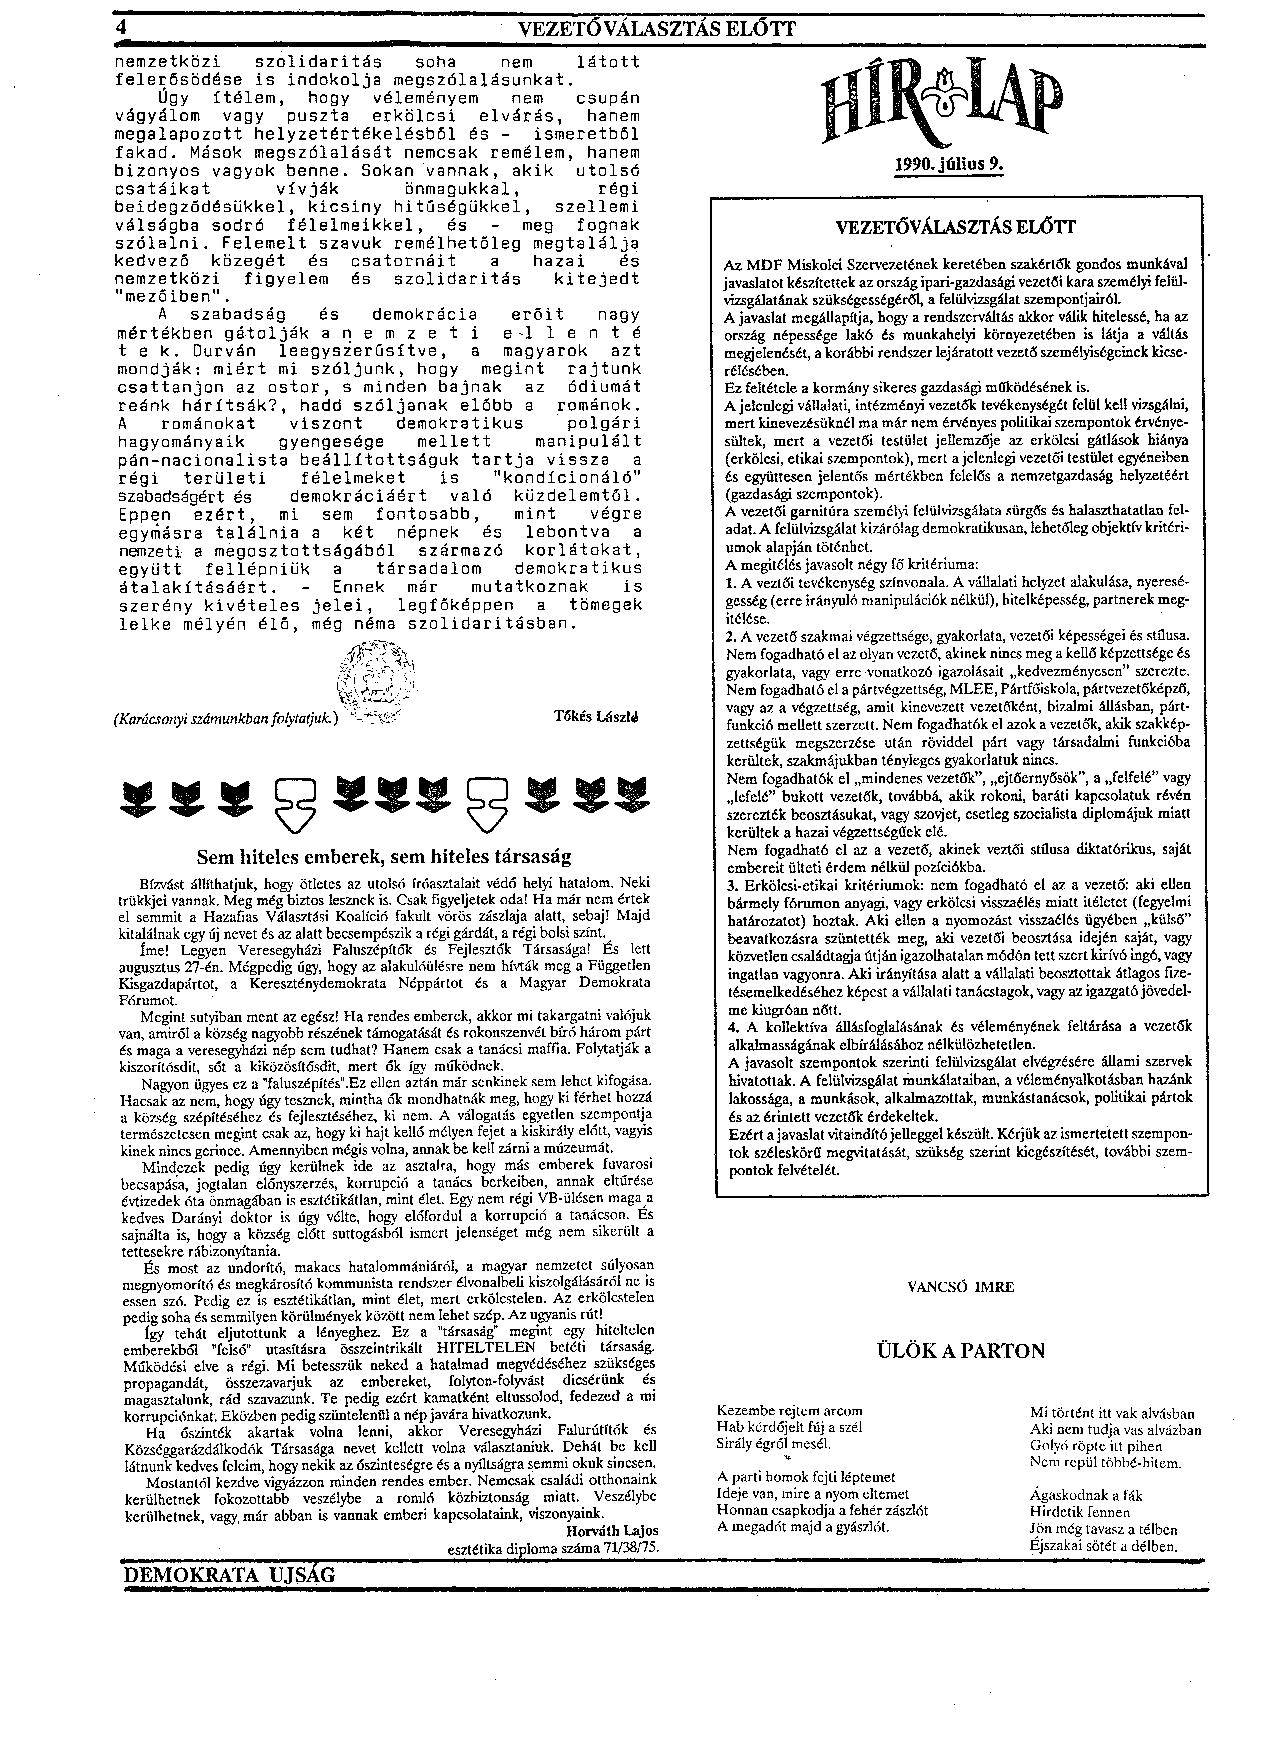 4
VEZETŐVÁLASZTÁS ELŐTT
nemzetközi szolidaritás soha nem látott
felerősödése is indokolja megszólalásunkat.
Úgy ítélem, hogy véleményem nem csupán
vágyálom vagy puszta erkölcsi elvárás, hanem
megalapozott helyzetértékelésből és - ismeretből
fakad. Mások megszólalását nemcsak remélem, hanem
bizonyos vagyok benne. Sokan vannak, akik utolsó
csatáikat vívják önmagukkal, régi
beidegződésükkel, kicsiny hitűségükkel, szellemi
válságba sodró félelmeikkel, és - meg fognak
szólalni. Felemelt szavuk remélhetőleg megtalálja
kedvező közegét és csatornáit a hazai és
nemzetközi figyelem és szolidaritás kitejedt
"mezőiben".
A szabadság és demokrácia erőit nagy
mértékben gátolják a n e m z e t i e l l e n t é
t e k. Durván leegyszerűsítve, a magyarok azt
mondják: miért mi szóljunk, hogy megint rajtunk
csattanjon az ostor, s minden bajnak az ódiumát
reánk hárítsák?, hadd szóljanak előbb a románok.
A románokat viszont demokratikus polgári
hagyományaik gyengesége mellett manipulált
pán-nacionalista beállítottságuk tartja vissza a
régi területi félelmeket is "kondícionáló"
szabadságért és demokráciáért való küzdelemtől.
Eppen ezért, mi sem fontosabb, mint végre
egymásra találnia a két népnek és lebontva a
nemzeti a megosztottságából származó korlátokat,
együtt fellépniük a társadalom demokratikus
átalakításáért. - Ennek már mutatkoznak is
szerény kivételes jelei, legfőképpen a tömegek
lelke mélyén élő, még néma szolidaritásban.
(Karácsonyi számunkban folytatjuk.)
Tőkés László
Sem hiteles emberek, sem hiteles társaság
Bízvást állíthatjuk, hogy ötletes az utolsó íróasztalait védő helyi hatalom. Neki
trükkjei vannak. Meg még biztos lesznek is. Csak figyeljetek oda! Ha már nem értek
el semmit a Hazafias Választási Koalíció fakult vörös zászlaja alatt, sebaj! Majd
kitalálnak egy új nevet és az alatt becsempészik a régi gárdát, a régi bolsi színt.
Íme! Legyen Veresegyházi Faluszépítők és Fejlesztők Társasága! És lett
augusztus 27-én. Mégpedig úgy, hogy az alakulóülésre nem hívták meg a Független
Kisgazdapártot, a Kereszténydemokrata Néppártot és a Magyar Demokrata
Fórumot.
Megint sutyiban ment az egész! Ha rendes emberek, akkor mi takargatni valójuk
van, amiről a község nagyobb részének támogatását és rokonszenvét bíró három párt
és maga a veresegyházi nép sem tudhat? Hanem csak a tanácsi maffia. Folytatják a
kiszorítósdit, sőt a kiközösítősdit, mert ők így működnek.
Nagyon ügyes ez a "faluszépítés".Ez ellen aztán már senkinek sem lehet kifogása.
Hacsak az nem, hogy úgy tesznek, mintha ők mondhatnák meg, hogy ki férhet hozzá
a község szépítéséhez és fejlesztéséhez, ki nem. A válogatás egyetlen szempontja
természetesen megint csak az, hogy ki hajt kellő mélyen fejet a kiskirály előtt, vagyis
kinek nincs gerince. Amennyiben mégis volna, annak be kell zárni a múzeumát.
Mindezek pedig úgy kerülnek ide az asztalra, hogy más emberek fuvarosi
becsapása, jogtalan előnyszerzés, korrupció a tanács berkeiben, annak eltűrése
évtizedek óta önmagában is esztétikátlan, mint élet. Egy nem régi VB-ülésen maga a
kedves Darányi doktor is úgy vélte, hogy előfordul a korrupció a tanácson. És
sajnálta is, hogy a község előtt suttogásból ismert jelenséget még nem sikerült a
tettesekre rábizonyítania.
És most az undorító, makacs hatalommániáról, a magyar nemzetet súlyosan
megnyomorító és megkárosító kommunista rendszer élvonalbeli kiszolgálásáról ne is
essen szó. Pedig ez is esztétikátlan, mint élet, mert erkölcstelen. Az erkölcstelen
pedig soha és semmilyen körülmények között nem lehet szép. Az ugyanis rút!
Így tehát eljutottunk a lényeghez. Ez a "társaság" megint egy hiteltelen
emberekből "felső" utasításra összeintrikált HITELTELEN betéti társaság.
Működési elve a régi. Mi betesszük neked a hatalmad megvédéséhez szükséges
propagandát, összezavarjuk az embereket, folyton-folyvást dicsérünk és
magasztalunk, rád szavazunk. Te pedig ezért kamatként eltussolod, fedezed a mi
korrupciónkat. Eközben pedig szüntelenül a nép javára hivatkozunk.
Ha őszinték akartak volna lenni, akkor Veresegyházi Falurútítók és
Községgarázdálkodók Társasága nevet kellett volna választaniuk. Dehát be kell
látnunk kedves feleim, hogy nekik az őszinteségre és a nyíltságra semmi okuk sincsen.
Mostantól kezdve vigyázzon minden rendes ember. Nemcsak családi otthonaink
kerülhetnek fokozottabb veszélybe a romló közbiztonság miatt. Veszélybe
kerülhetnek, vagy már abban is vannak emberi kapcsolataink, viszonyaink.
Horváth Lajos
esztétika diploma száma 71/38/75.
HÍRLAP
1990. július 9.
VEZETŐVÁLASZTÁS ELŐTT
Az MDF Miskolci Szervezetének keretében szakértők gondos munkával
javaslatot készítettek az ország ipari-gazdasági vezetői kara személyi felül-
vizsgálatának szükségességéről, a felülvizsgálat szempontjairól.
A javaslat megállapítja, hogy a rendszerváltás akkor válik hitelessé, ha az
ország népessége lakó és munkahelyi környezetében is látja a váltás
megjelenését, a korábbi rendszer lejáratott vezető személyiségeinek kicse-
rélésében.
Ez feltétele a kormány sikeres gazdasági működésének is.
A jelenlegi vállalati, intézményi vezetők tevékenységét felül kell vizsgálni,
mert kinevezésüknél ma már nem érvényes politikai szempontok érvénye-
sültek, mert a vezetői testület jellemzője az erkölcsi gátlások hiánya
(erkölcsi, etikai szempontok), mert a jelenlegi vezetői testület egyéneiben
és együttesen jelentős mértékben felelős a nemzetgazdaság helyzetéért
(gazdasági szempontok).
A vezetői garnitúra személyi felülvizsgálata sürgős és halaszthatatlan fel-
adat. A felülvizsgálat kizárólag demokratikusan, lehetőleg objektív kritéri-
umok alapján töténhet.
A megítélés javasolt négy fő kritériuma:
1. A veztői tevékenység színvonala. A vállalati helyzet alakulása, nyeresé-
gesség (erre irányuló manipulációk nélkül), hitelképesség, partnerek meg-
itélése.
2. A vezető szakmai végzettsége, gyakorlata, vezetői képességei és stílusa.
Nem fogadható el az olyan vezető, akinek nincs meg a kellő képzettsége és
gyakorlata, vagy erre vonatkozó igazolásait „kedvezményesen” szerezte.
Nem fogadható el a pártvégzettség, MLEE, Pártfőiskola, pártvezetőképző,
vagy az a végzettség, amit kinevezett vezetőként, bizalmi állásban, párt-
funkció mellett szerzett. Nem fogadhatók el azok a vezetők, akik szakkép-
zettségük megszerzése után röviddel párt vagy társadalmi funkcióba
kerültek, szakmájukban tényleges gyakorlatuk nincs.
Nem fogadhatók el „mindenes vezetők”, „ejtőernyősök”, a „felfelé” vagy
„lefelé” bukott vezetők, továbbá, akik rokoni, baráti kapcsolatuk révén
szerezték beosztásukat, vagy szovjet, esetleg szocialista diplomájuk miatt
kerültek a hazai végzettségűek elé.
Nem fogadható el az a vezető, akinek veztői stílusa diktatórikus, saját
embereit ülteti érdem nélkül pozíciókba.
3. Erkölcsi-etikai kritériumok: nem fogadható el az a vezető: aki ellen
bármely fórumon anyagi, vagy erkölcsi visszaélés miatt itéletet (fegyelmi
határozatot) hoztak. Aki ellen a nyomozást visszaélés ügyében „külső”
beavatkozásra szüntették meg, aki vezetői beosztása idején saját, vagy
közvetlen családtagja útján igazolhatalan módón tett szert kirívó ingó, vagy
ingatlan vagyonra. Aki irányítása alatt a vállalati beosztottak átlagos fize-
tésemelkedéséhez képest a vállalati tanácstagok, vagy az igazgató jövedel-
me kiugróan nőtt.
4. A kollektíva állásfoglalásának és véleményének feltárása a vezetők
alkalmasságának elbírálásához nélkülözhetetlen.
A javasolt szempontok szerinti felülvizsgálat elvégzésére állami szervek
hivatottak. A felülvizsgálat munkálataiban, a véleményalkotásban hazánk
lakossága, a munkások, alkalmazottak, munkástanácsok, politikai pártok
és az érintett vezetők érdekeltek.
Ezért a javaslat vitaindító jelleggel készült. Kérjük az ismertetett szempon-
tok széleskörű megvitatását, szükség szerint kiegészítését, további szem-
pontok felvételét.
VANCSÓ IMRE
ÜLÖK A PARTON
Kezembe rejtem arcom
Hab kérdőjelt fúj a szél
Sirály égről mesél.
A parti homok fejti léptemet
Ideje van, mire a nyom eltemet
Honnan csapkodja a fehér zászlót
A megadót majd a gyászlót.
Mi történt itt vak alvásban
Aki nem tudja vas alvázban
Golyó röpte itt pihen
Nem repül többé-hitem.
Ágaskodnak a fák
Hirdetik fennen
Jön még tavasz a télben
Éjszakai sötét a délben.
DEMOKRATA UJSÁG